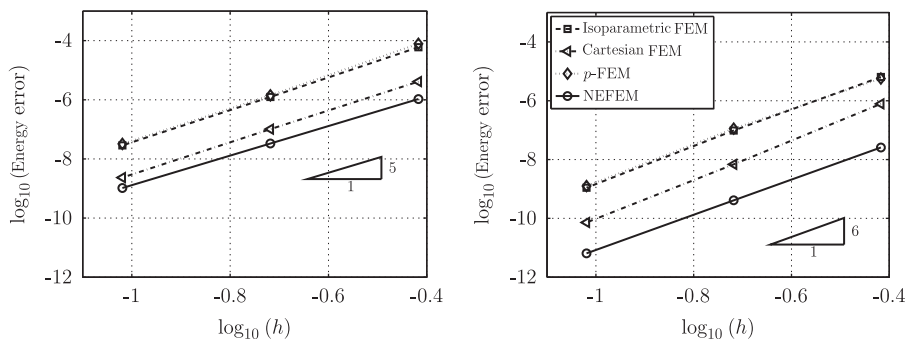 -4
-6
-8
-10
-12
-1
-0.8
-0.6
-0.4
log10 (Energy error)
log10 (h)
5
1
-4
-6
-8
-10
-12
-1
-0.8
-0.6
-0.4
log10 (Energy error)
log10 (h)
Isoparametric FEM
Cartesian FEM
p-FEM
NEFEM
6
1